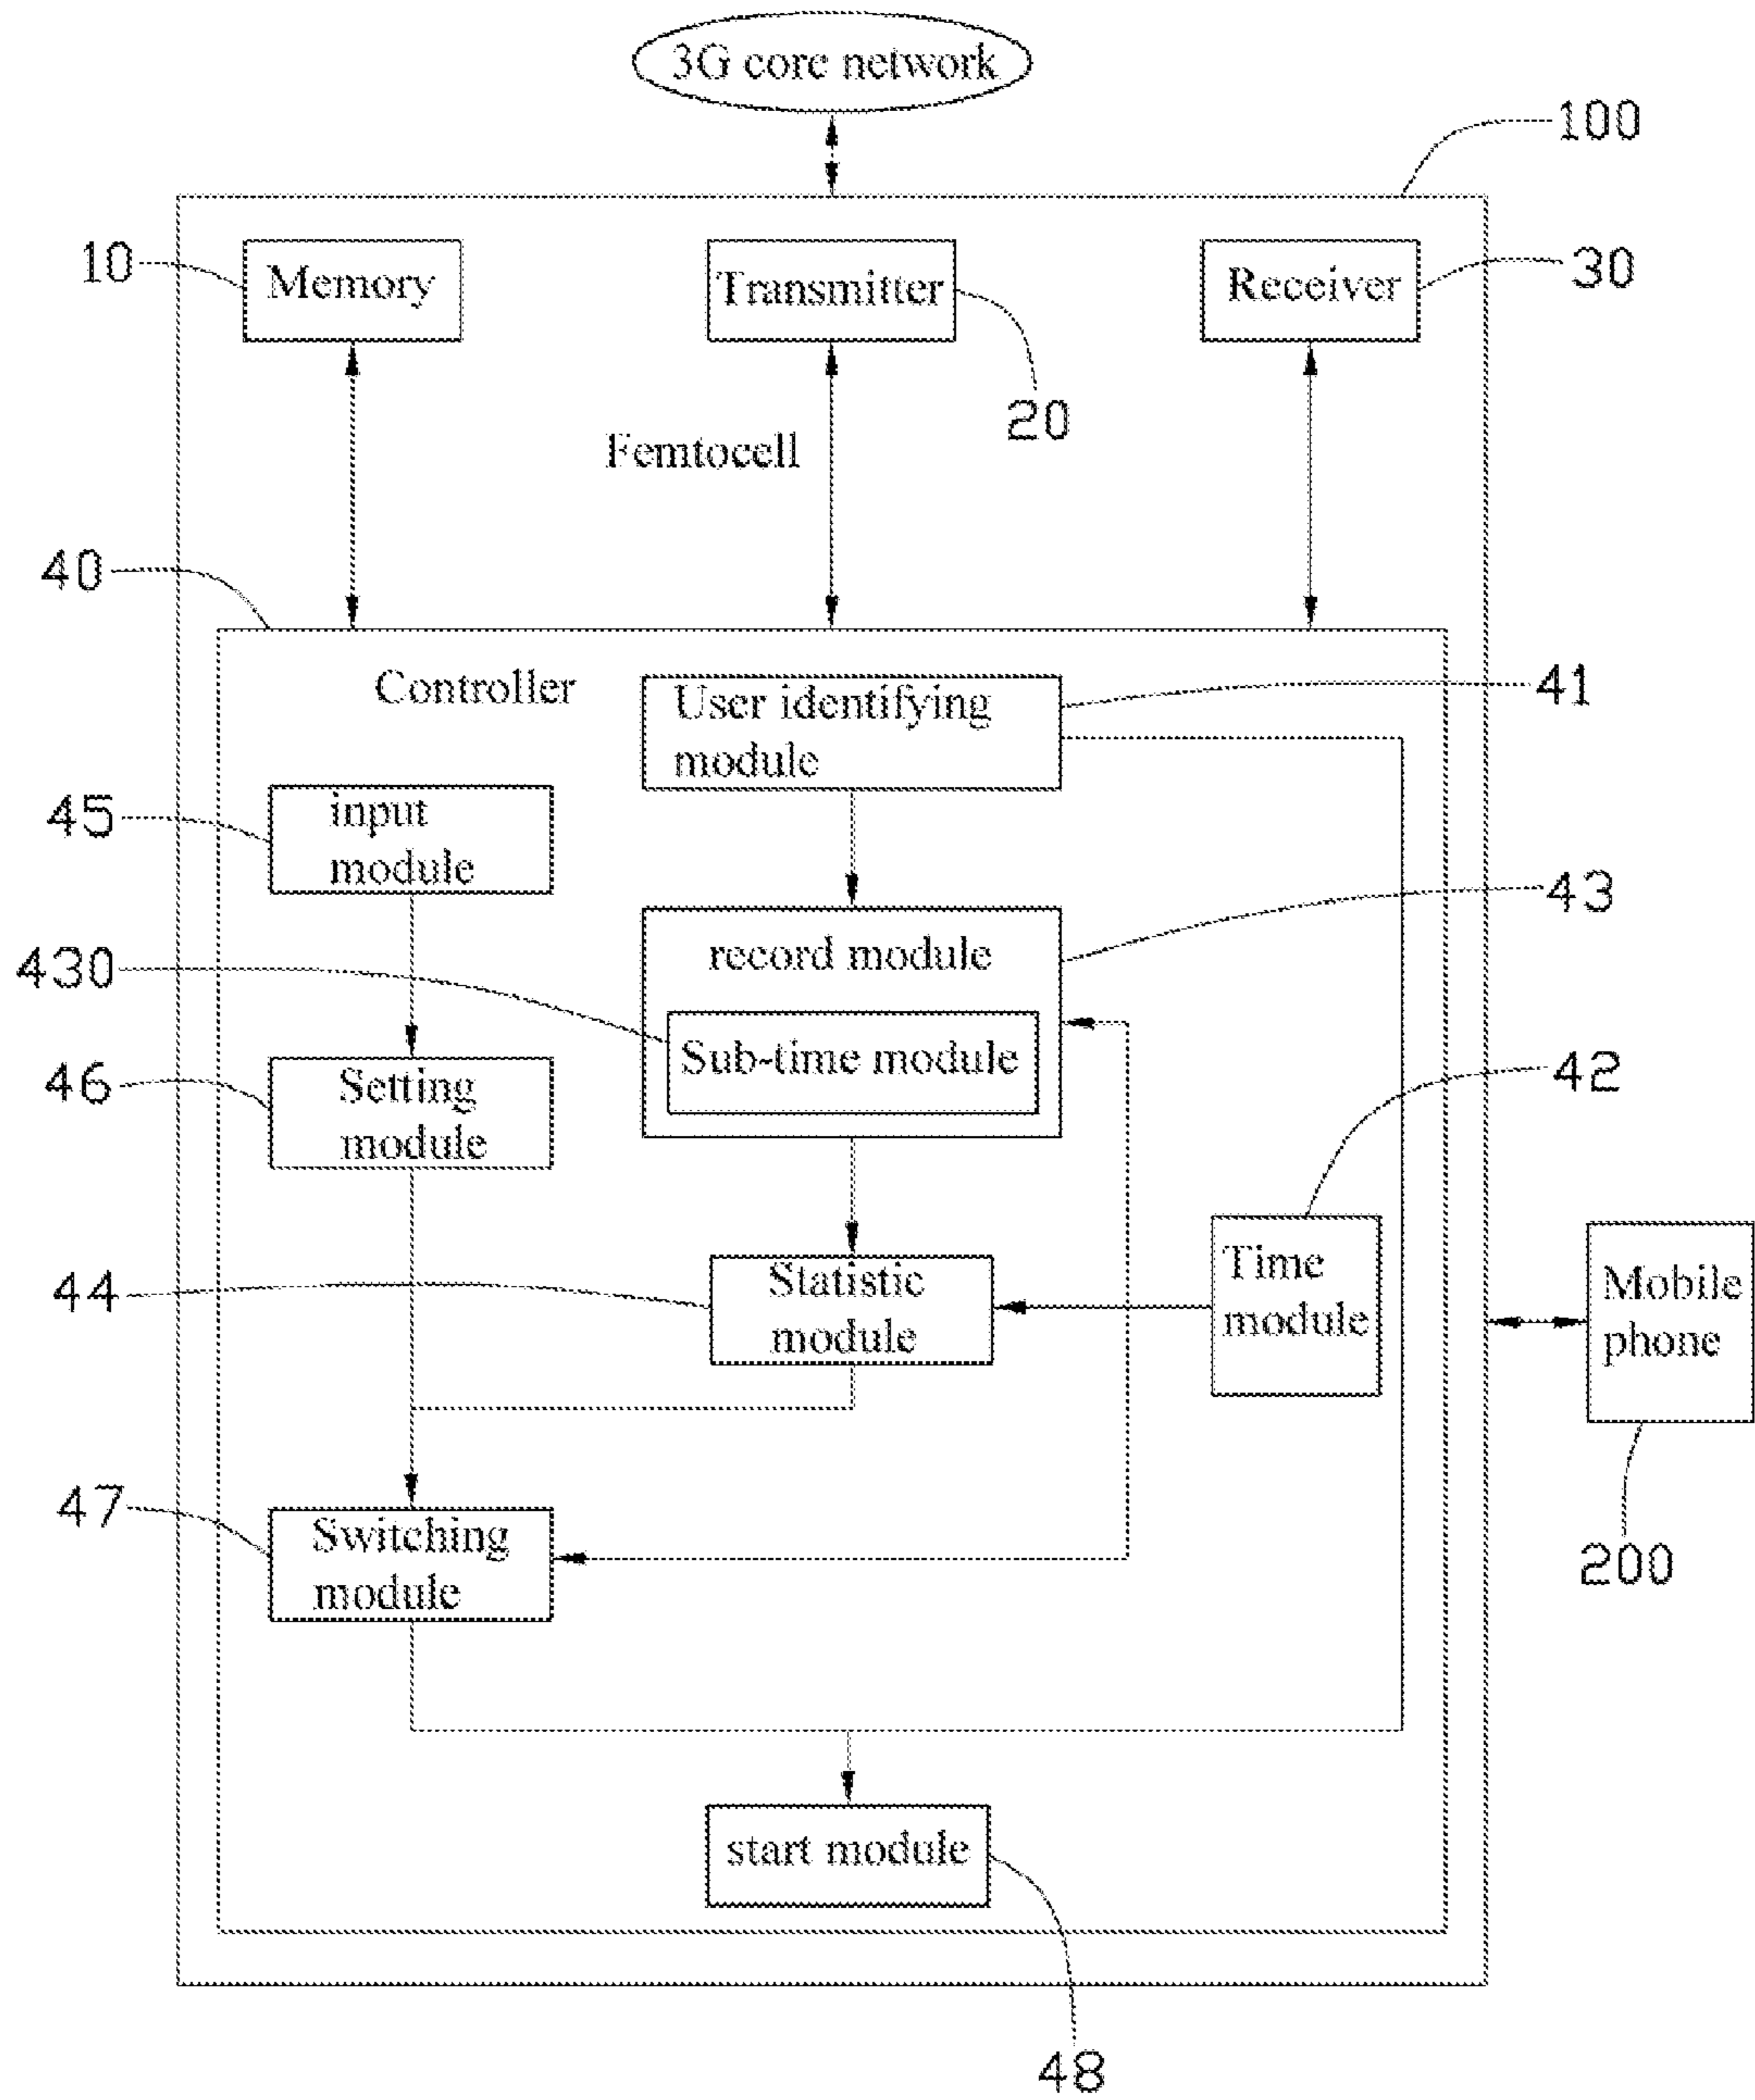 3G core network
100
10
Memory
Transmitter
Receiver
30
20
Femtocell
40
Controller
User identifying
module
41
45
input
module
43
record module
430
Sub-time module
42
46
Setting
module
Time
module
44
Statistic
module
Mobile
phone
47
Switching
module
200
start module
48